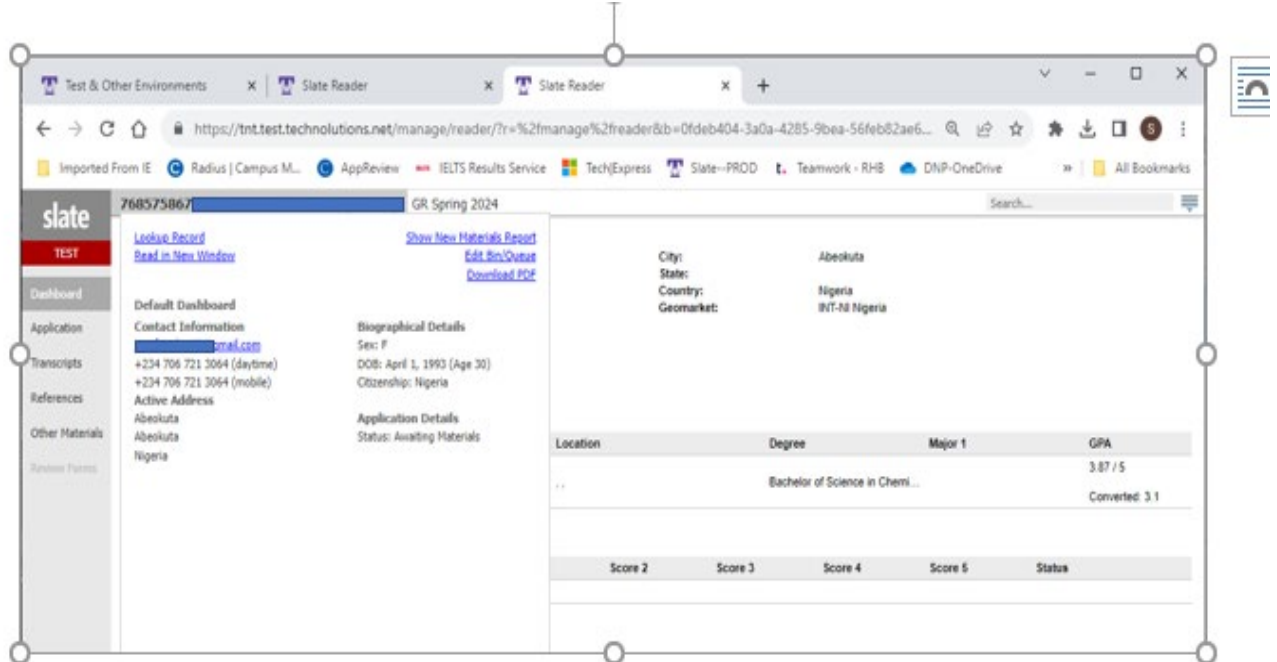 Test & Other Environments
Slate Reader
Slate Reader
https://tnt.test.technolutions.net/manage/reader/?r=%2fmanage%2freader&b=0fdeb404-3a0a-4285-9bea-56feb82ae6...
Imported From IE
Radius | Campus M...
AppReview
IELTS Results Service
Tech|Express
Slate--PROD
Teamwork - RHB
DNP-OneDrive
»
All Bookmarks
slate
TEST
Dashboard
Application
Transcripts
References
Other Materials
Review Forms
768575867
GR Spring 2024
Search...
Lookup Record
Show New Materials Report
Read in New Window
Edit Bin/Queue
Download PDF
Default Dashboard
Contact Information
gmail.com
+234 706 721 3064 (daytime)
+234 706 721 3064 (mobile)
Active Address
Abeokuta
Abeokuta
Nigeria
Biographical Details
Sex: F
DOB: April 1, 1993 (Age 30)
Citizenship: Nigeria
Application Details
Status: Awaiting Materials
City: Abeokuta
State:
Country: Nigeria
Geomarket: INT-NI Nigeria
Location Degree Major 1 GPA
, , Bachelor of Science in Chemi... 3.87 / 5
Converted: 3.1
Score 2 Score 3 Score 4 Score 5 Status